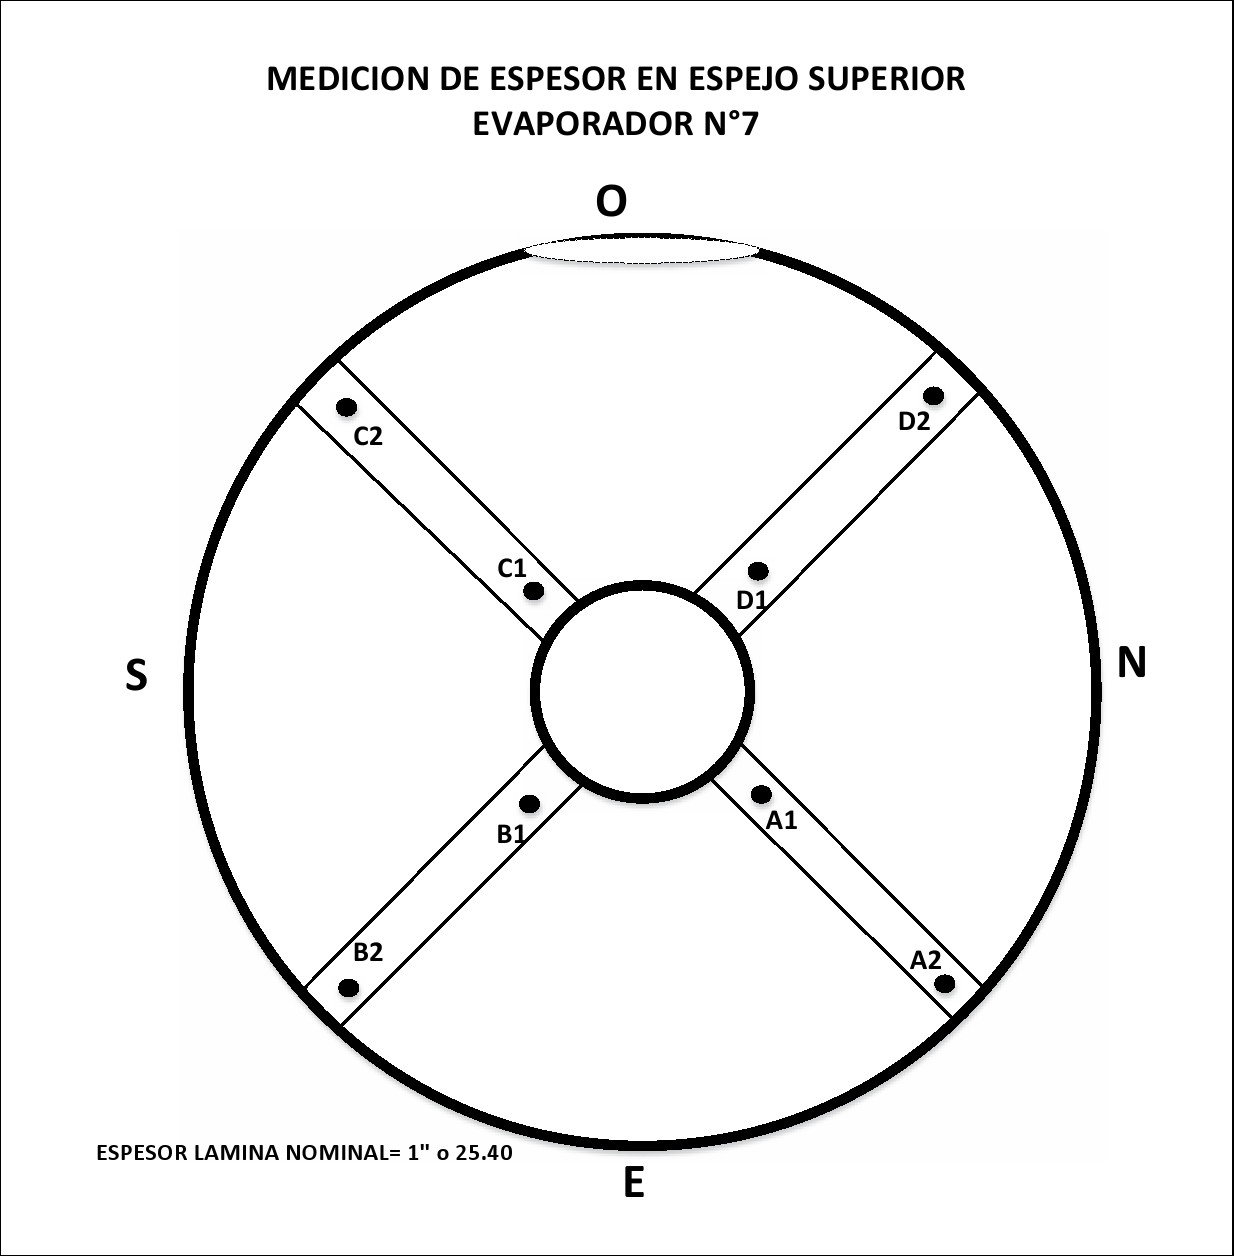 MEDICION DE ESPESOR EN ESPEJO SUPERIOR
EVAPORADOR N°7
O
D2
C2
C1
D1
N
S
A1
B1
B2
A2
ESPESOR LAMINA NOMINAL= 1" o 25.40
E